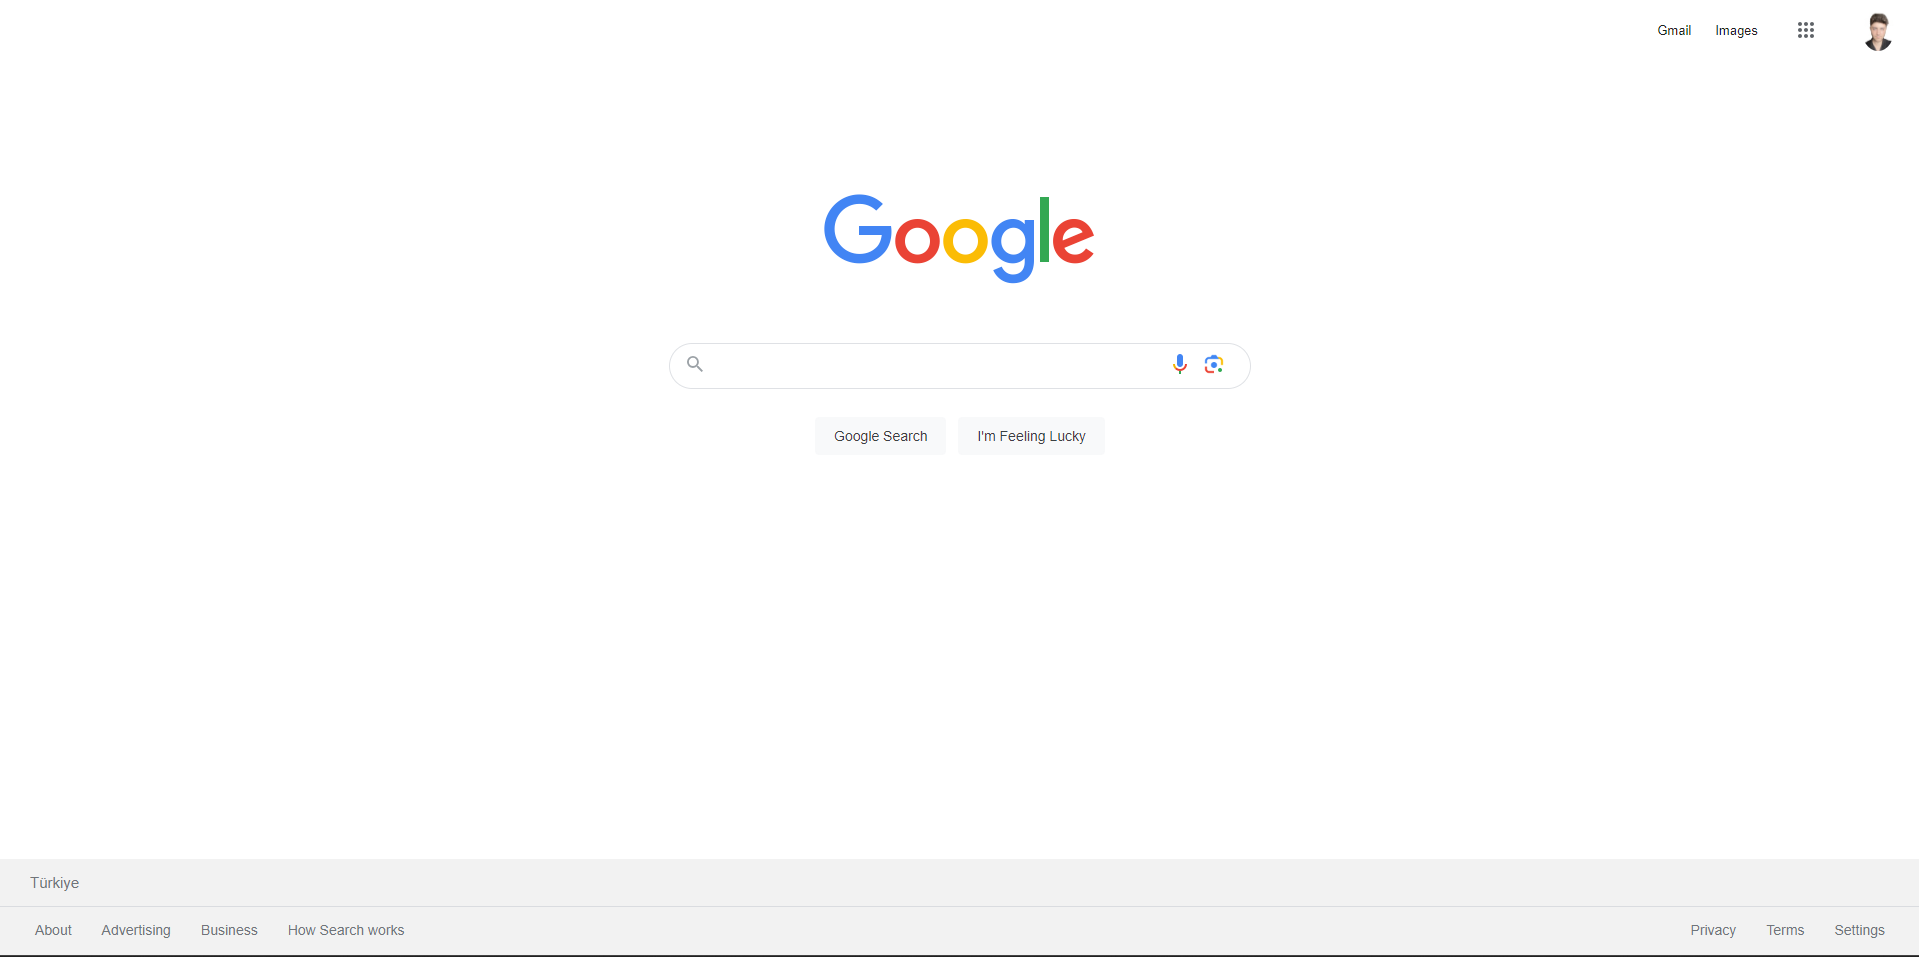 Gmail Images
Google
Google Search I'm Feeling Lucky
Türkiye
About Advertising Business How Search works Privacy Terms Settings